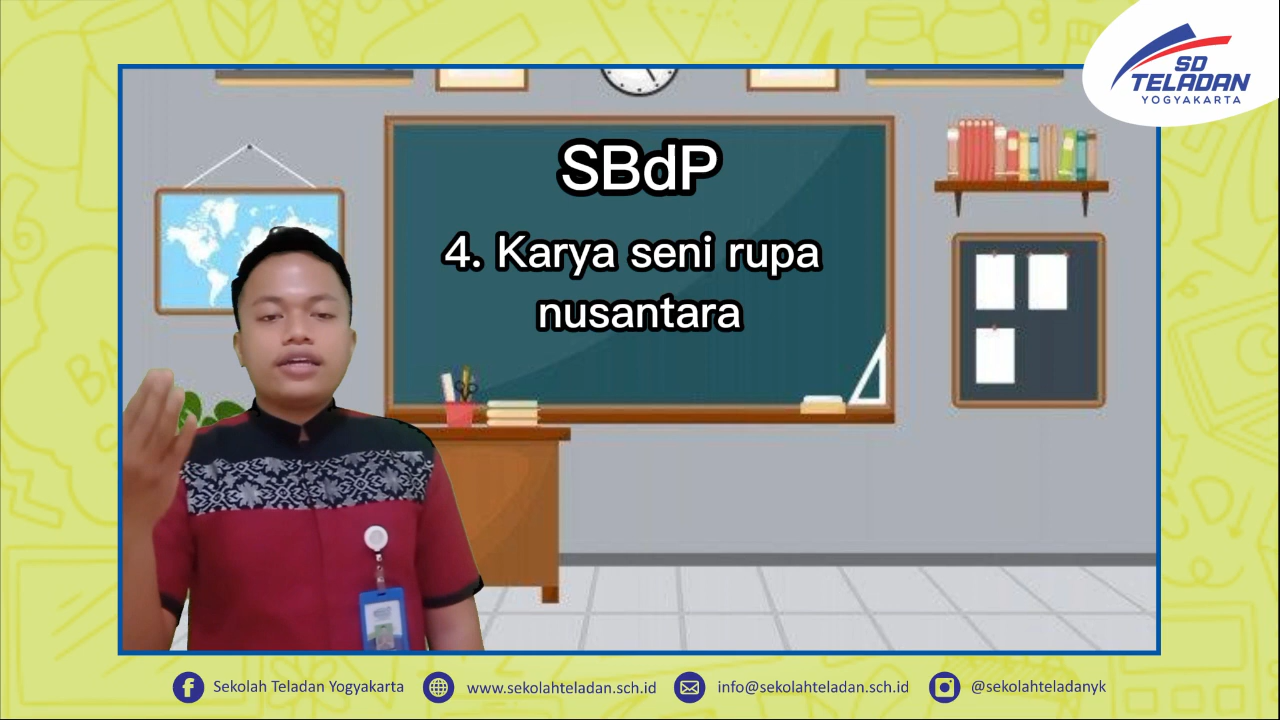 SD
TELADAN
YOGYAKARTA
SBdP
4. Karya seni rupa
nusantara
Sekolah Teladan Yogyakarta
www.sekolahteladan.sch.id
info@sekolahteladan.sch.id
@sekolahteladanyk